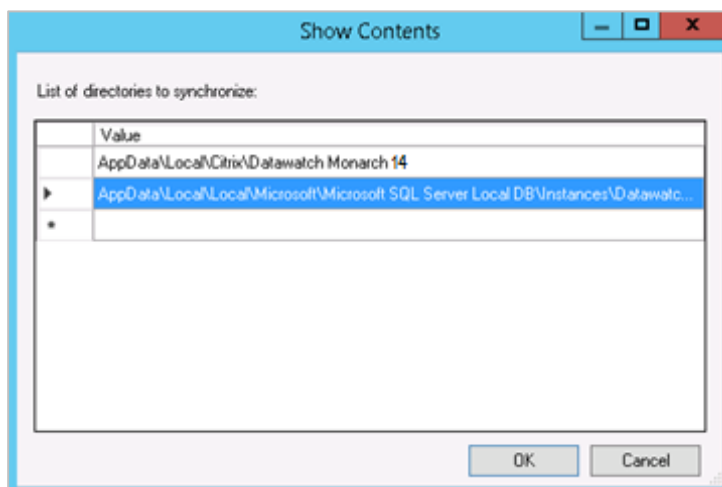 Show Contents
List of directories to synchronize:
Value
AppData\Local\Citrix\Datawatch Monarch 14
AppData\Local\Local\Microsoft\Microsoft SQL Server Local DB\Instances\Datawatc...
OK
Cancel